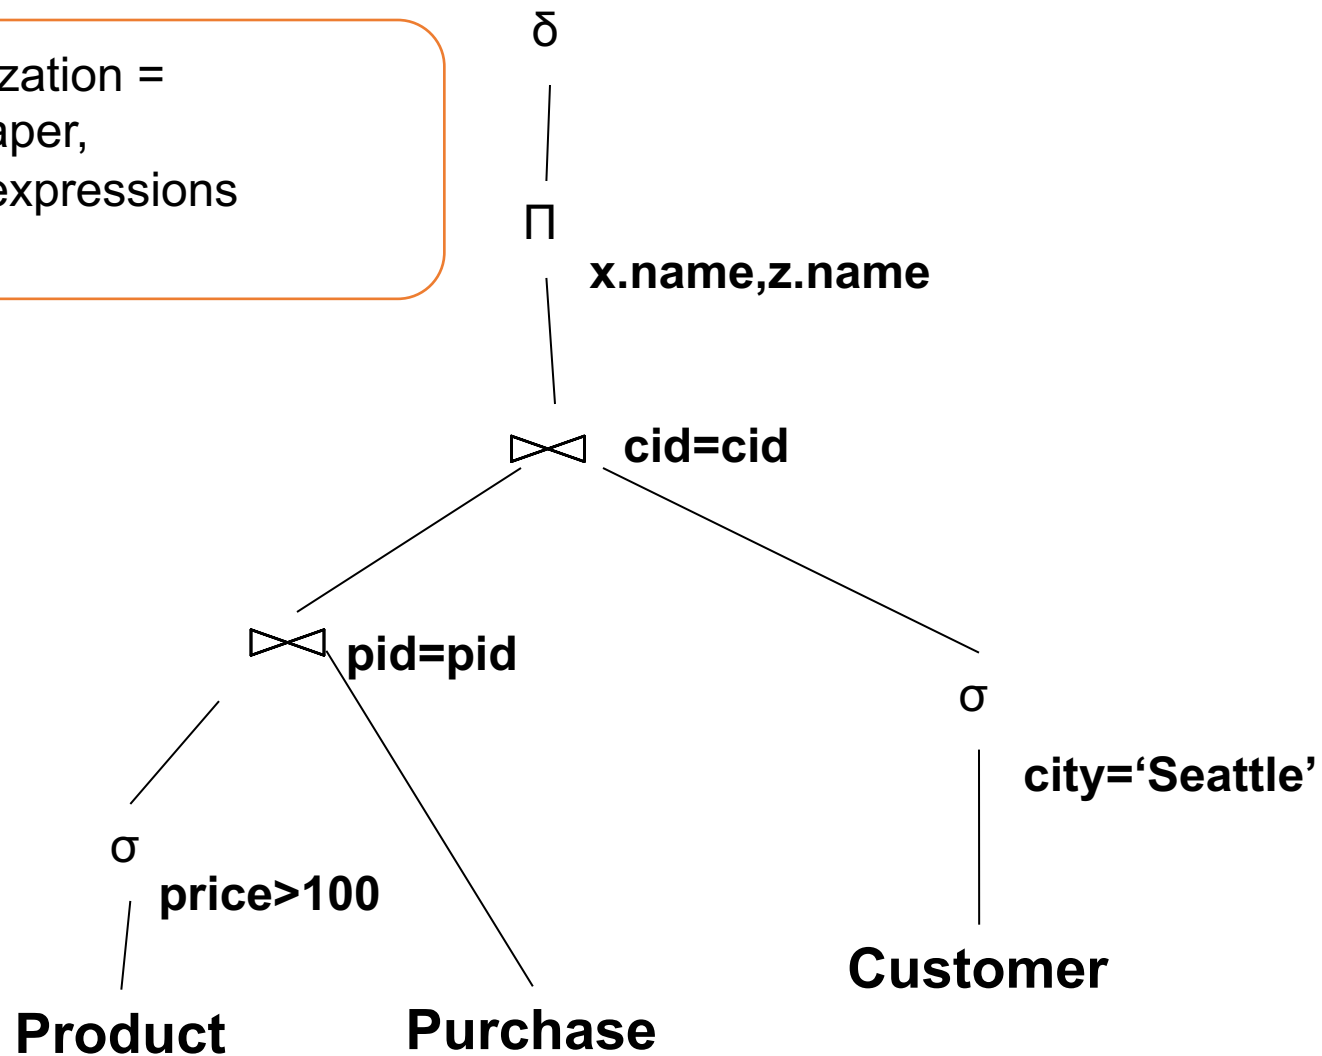 δ
zation =
aper,
expressions
Π
x.name,z.name
cid=cid
pid=pid
σ
city=‘Seattle’
σ
price>100
Customer
Product
Purchase